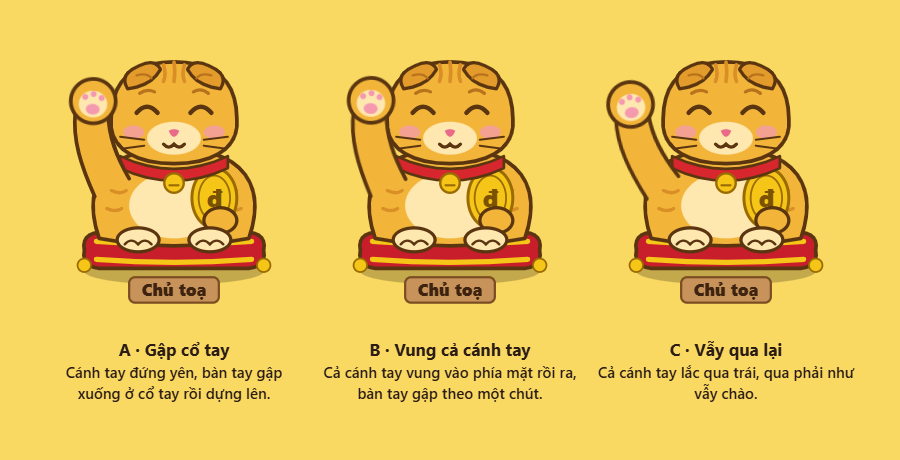 đ
đ
đ
Chủ toạ
Chủ toạ
Chủ toạ
A · Gập cổ tay
Cánh tay đứng yên, bàn tay gập
xuống ở cổ tay rồi dựng lên.
B · Vung cả cánh tay
Cả cánh tay vung vào phía mặt rồi ra,
bàn tay gập theo một chút.
C · Vẫy qua lại
Cả cánh tay lắc qua trái, qua phải như
vẫy chào.